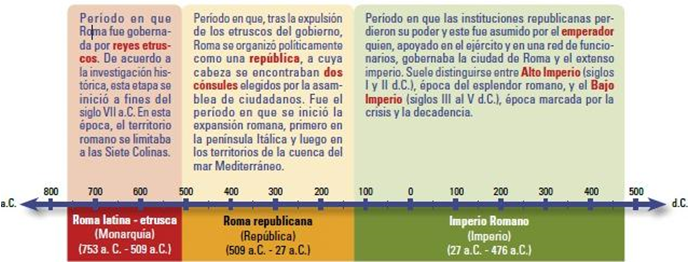 Período en que
Roma fue goberna-
da por reyes etrus-
cos. De acuerdo a
la investigación his-
tórica, esta etapa se
inició a fines del
siglo VII a.C. En esta
época, el territorio
romano se limitaba
a las Siete Colinas.
Período en que, tras la expulsión
de los etruscos del gobierno,
Roma se organizó políticamente
como una república, a cuya
cabeza se encontraban dos
cónsules elegidos por la asam-
blea de ciudadanos. Fue el
período en que se inició la
expansión romana, primero en
la península Itálica y luego en
los territorios de la cuenca del
mar Mediterráneo.
Período en que las instituciones republicanas per-
dieron su poder y este fue asumido por el emperador
quien, apoyado en el ejército y en una red de funcio-
narios, gobernaba la ciudad de Roma y el extenso
imperio. Suele distinguirse entre Alto Imperio (siglos
I y II d.C.), época del esplendor romano, y el Bajo
Imperio (siglos III al V d.C.), época marcada por la
crisis y la decadencia.
a.C. 800 700 600 500 400 300 200 100 0 100 200 300 400 500 d.C.
Roma latina - etrusca
(Monarquía)
(753 a. C. - 509 a.C.)
Roma republicana
(República)
(509 a.C. - 27 a.C.)
Imperio Romano
(Imperio)
(27 a.C. - 476 a.C.)